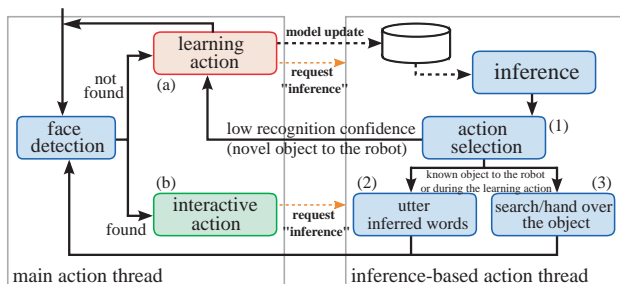 learning
action
(a)
model update
request
"inference"
inference
not
found
face
detection
low recognition confidence
(novel object to the robot)
action
selection
(1)
known object to the robot
or during the learning action
(b)
interactive
action
found
request
"inference"
(2)
utter
inferred words
(3)
search/hand over
the object
main action thread
inference-based action thread